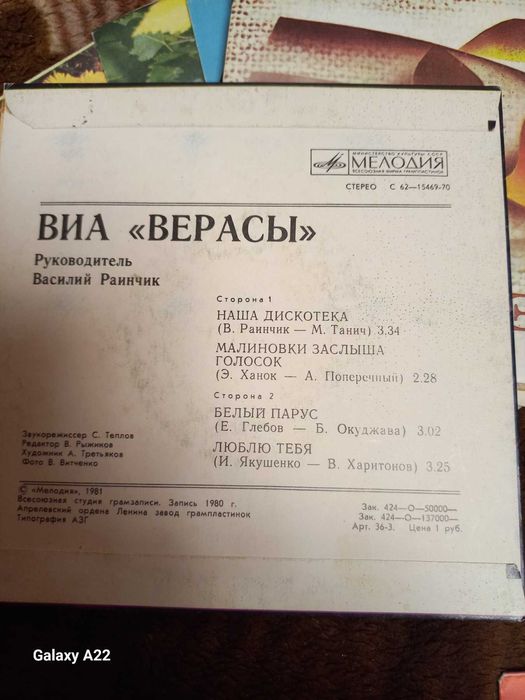 МИНИСТЕРСТВО КУЛЬТУРЫ СССР
МЕЛОДИЯ
ВСЕСОЮЗНАЯ ФИРМА ГРАМПЛАСТИНОК
СТЕРЕО С 62—15469-70
ВИА «ВЕРАСЫ»
Руководитель
Василий Раинчик
Сторона 1
НАША ДИСКОТЕКА
(В. Раинчик — М. Танич) 3.34
МАЛИНОВКИ ЗАСЛЫША
ГОЛОСОК
(Э. Ханок — А. Поперечный) 2.28
Сторона 2
БЕЛЫЙ ПАРУС
(Е. Глебов — Б. Окуджава) 3.02
ЛЮБЛЮ ТЕБЯ
(И. Якушенко — В. Харитонов) 3.25
Звукорежиссер С. Теплов
Редактор В. Рыжиков
Художник А. Третьяков
Фото В. Витченко
© «Мелодия», 1981
Всесоюзная студия грамзаписи. Запись 1980 г.
Апрелевский ордена Ленина завод грампластинок
Типография АЗГ
Зак. 424—О—50000—
Зак. 424—О—137000—
Арт. 36-3. Цена 1 руб.
Galaxy A22